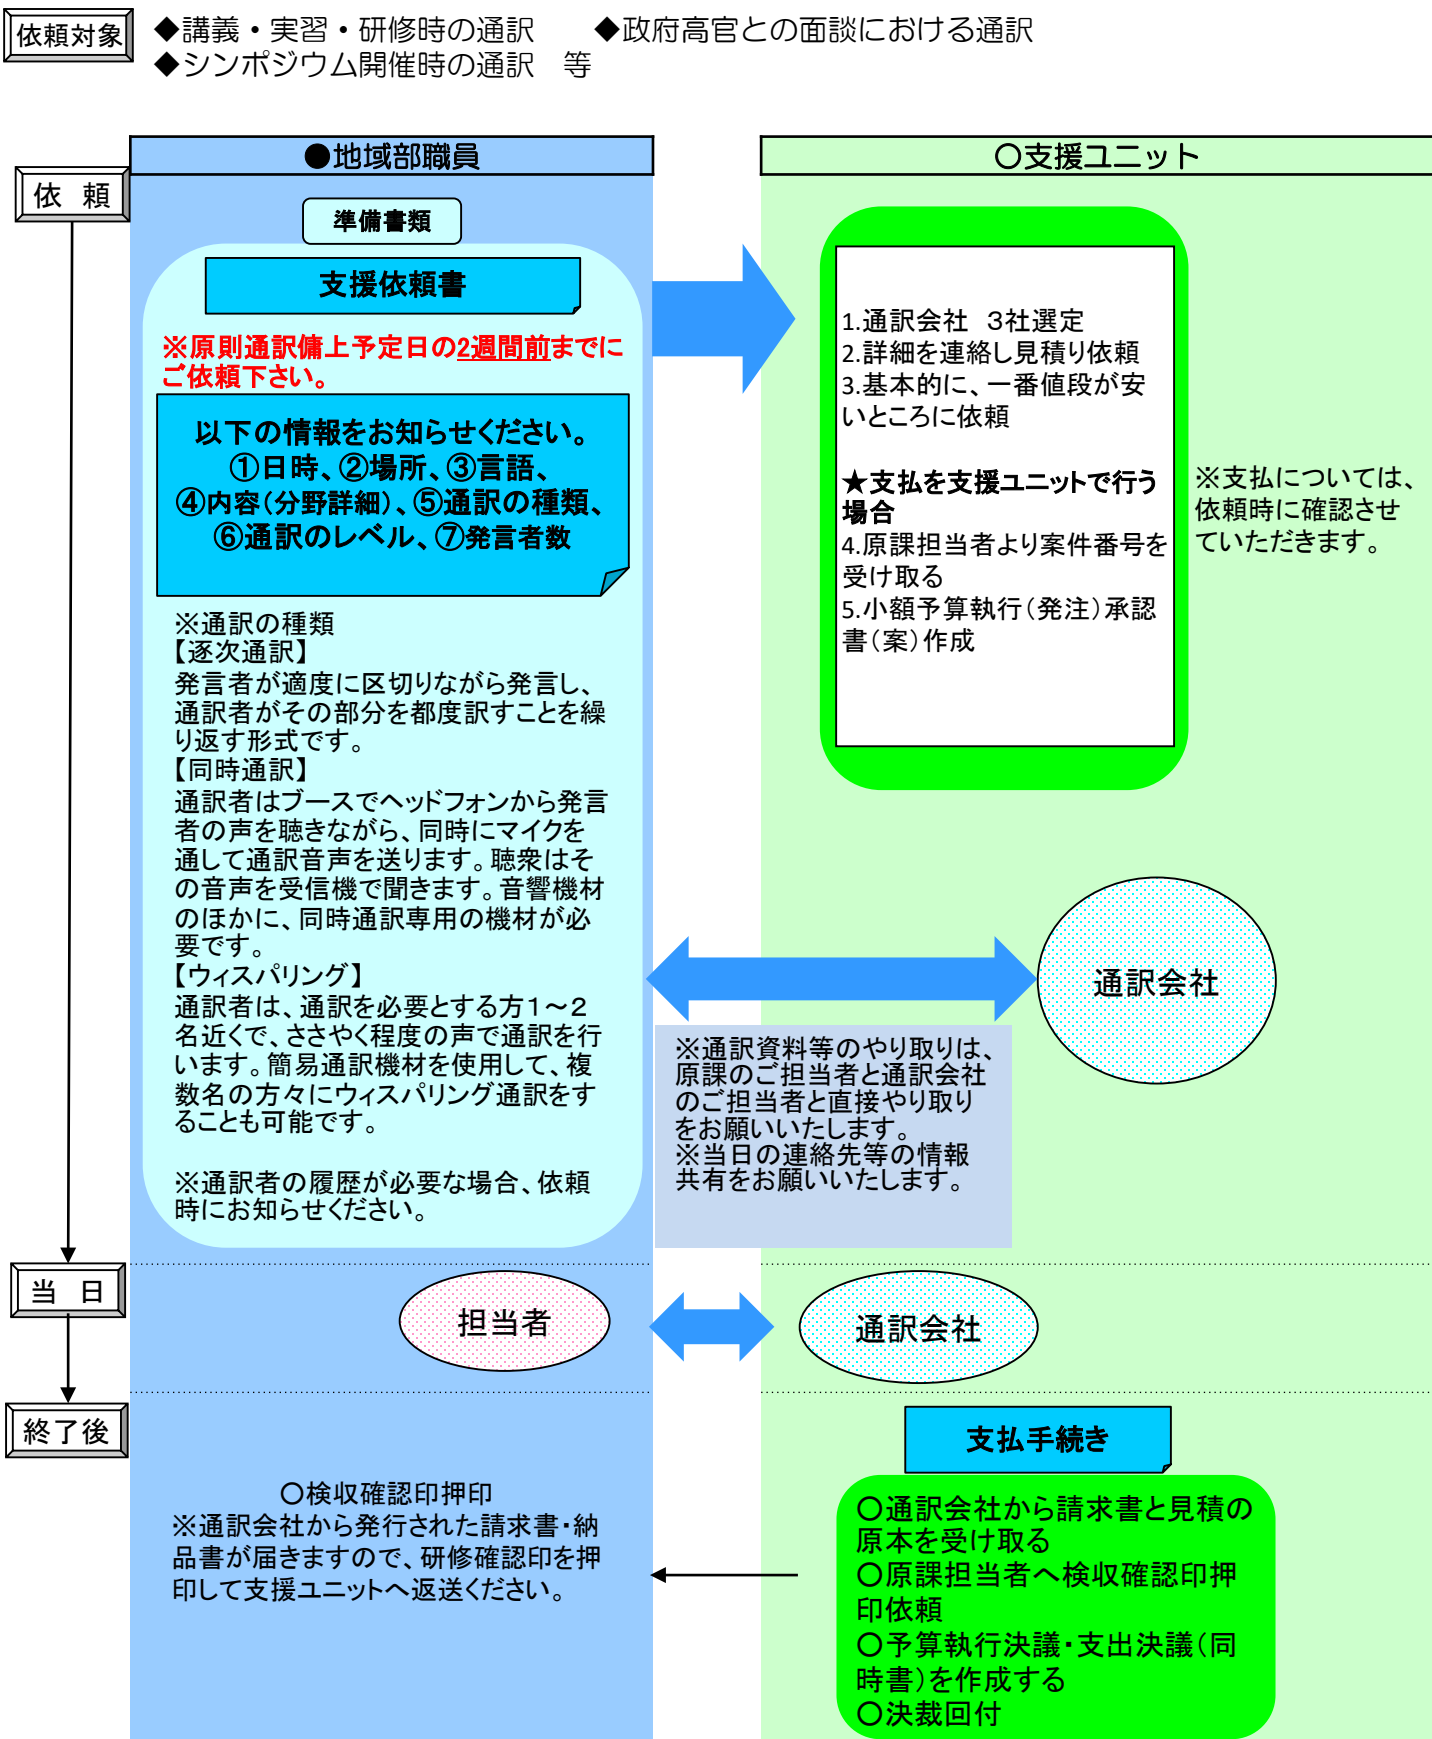 依頼対象
◆講義・実習・研修時の通訳　　◆政府高官との面談における通訳
◆シンポジウム開催時の通訳　等
●地域部職員
○支援ユニット
依　頼
準備書類
支援依頼書
※原則通訳傭上予定日の2週間前までに
ご依頼下さい。
以下の情報をお知らせください。
①日時、②場所、③言語、
④内容（分野詳細）、⑤通訳の種類、
⑥通訳のレベル、⑦発言者数
※通訳の種類
【逐次通訳】
発言者が適度に区切りながら発言し、
通訳者がその部分を都度訳すことを繰
り返す形式です。
【同時通訳】
通訳者はブースでヘッドフォンから発言
者の声を聴きながら、同時にマイクを
通して通訳音声を送ります。聴衆はそ
の音声を受信機で聞きます。音響機材
のほかに、同時通訳専用の機材が必
要です。
【ウィスパリング】
通訳者は、通訳を必要とする方１～２
名近くで、ささやく程度の声で通訳を行
います。簡易通訳機材を使用して、複
数名の方々にウィスパリング通訳をす
ることも可能です。
※通訳者の履歴が必要な場合、依頼
時にお知らせください。
1.通訳会社　３社選定
2.詳細を連絡し見積り依頼
3.基本的に、一番値段が安
いところに依頼
★支払を支援ユニットで行う
場合
4.原課担当者より案件番号を
受け取る
5.小額予算執行（発注）承認
書（案）作成
※支払については、
依頼時に確認させ
ていただきます。
通訳会社
※通訳資料等のやり取りは、
原課のご担当者と通訳会社
のご担当者と直接やり取り
をお願いいたします。
※当日の連絡先等の情報
共有をお願いいたします。
当　日
担当者
通訳会社
終了後
○検収確認印押印
※通訳会社から発行された請求書・納
品書が届きますので、研修確認印を押
印して支援ユニットへ返送ください。
支払手続き
○通訳会社から請求書と見積の
原本を受け取る
○原課担当者へ検収確認印押
印依頼
○予算執行決議・支出決議（同
時書）を作成する
○決裁回付